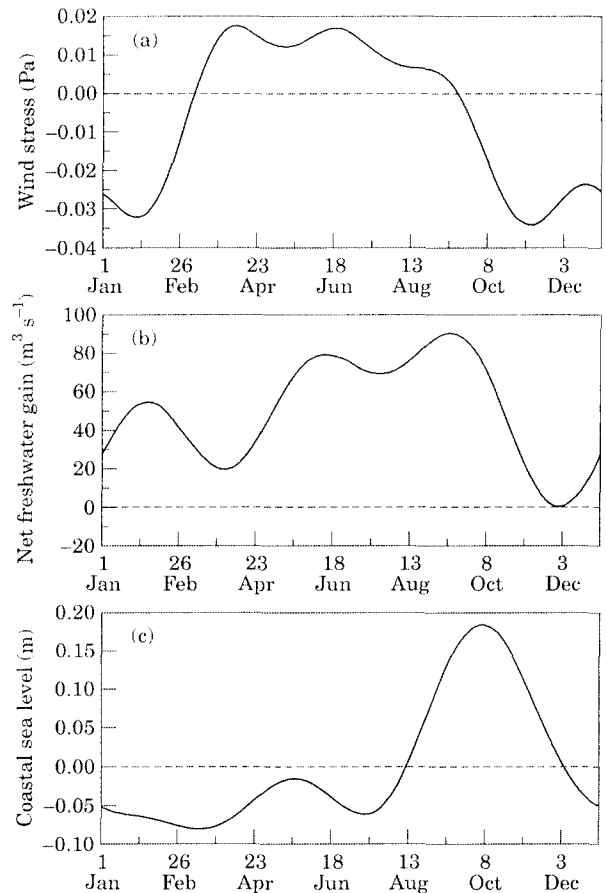 0.02
(a)
0.01
0.00
−0.01
−0.02
−0.03
−0.04
Wind stress (Pa)
1 26 23 18 13 8 3
Jan Feb Apr Jun Aug Oct Dec
100
(b)
80
60
40
20
0
−20
Net freshwater gain (m³ s⁻¹)
1 26 23 18 13 8 3
Jan Feb Apr Jun Aug Oct Dec
0.20
(c)
0.15
0.10
0.05
0.00
−0.05
−0.10
Coastal sea level (m)
1 26 23 18 13 8 3
Jan Feb Apr Jun Aug Oct Dec